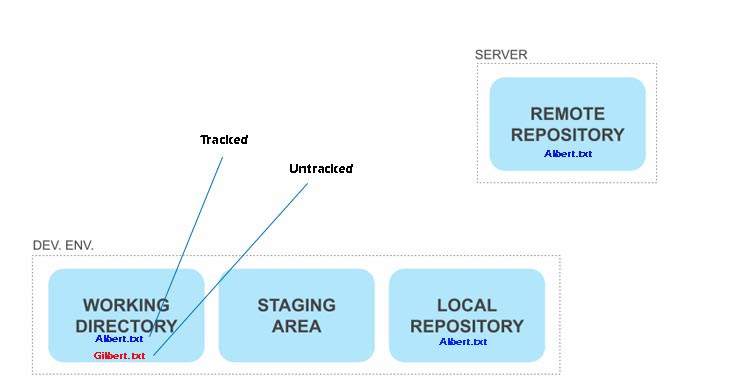 SERVER
REMOTE
REPOSITORY
Albert.txt
Tracked
Untracked
DEV. ENV.
WORKING
DIRECTORY
Albert.txt
Gilbert.txt
STAGING
AREA
LOCAL
REPOSITORY
Albert.txt